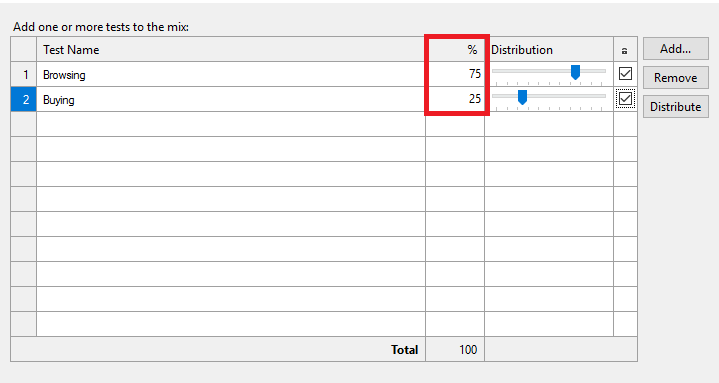 Add one or more tests to the mix:
Test Name % Distribution Add...
1 Browsing 75 Remove
2 Buying 25 Distribute
Total 100